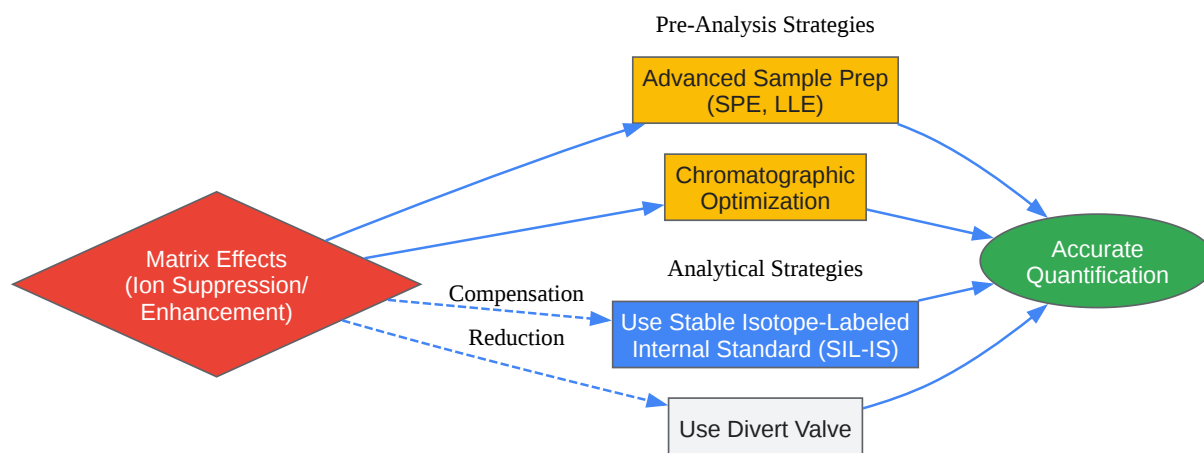 Pre-Analysis Strategies
Advanced Sample Prep
(SPE, LLE)
Chromatographic
Optimization
Matrix Effects
(Ion Suppression/
Enhancement)
Accurate
Quantification
Analytical Strategies
Compensation
Use Stable Isotope-Labeled
Internal Standard (SIL-IS)
Reduction
Use Divert Valve